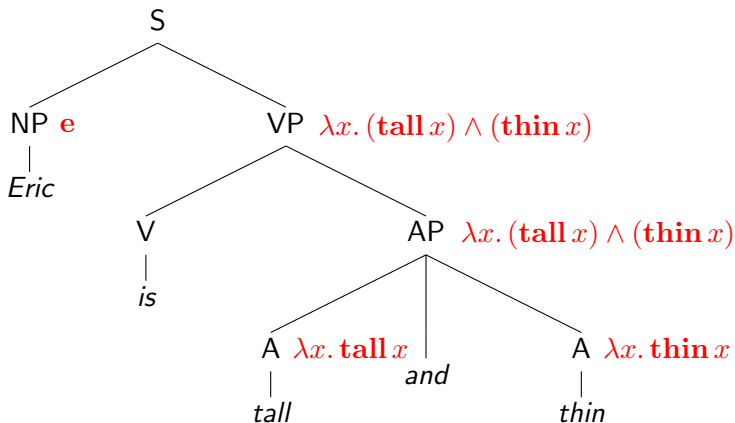 S
NP e VP λx. (tall x) ∧ (thin x)
Eric
V AP λx. (tall x) ∧ (thin x)
is
A λx. tall x A λx. thin x
and
tall thin